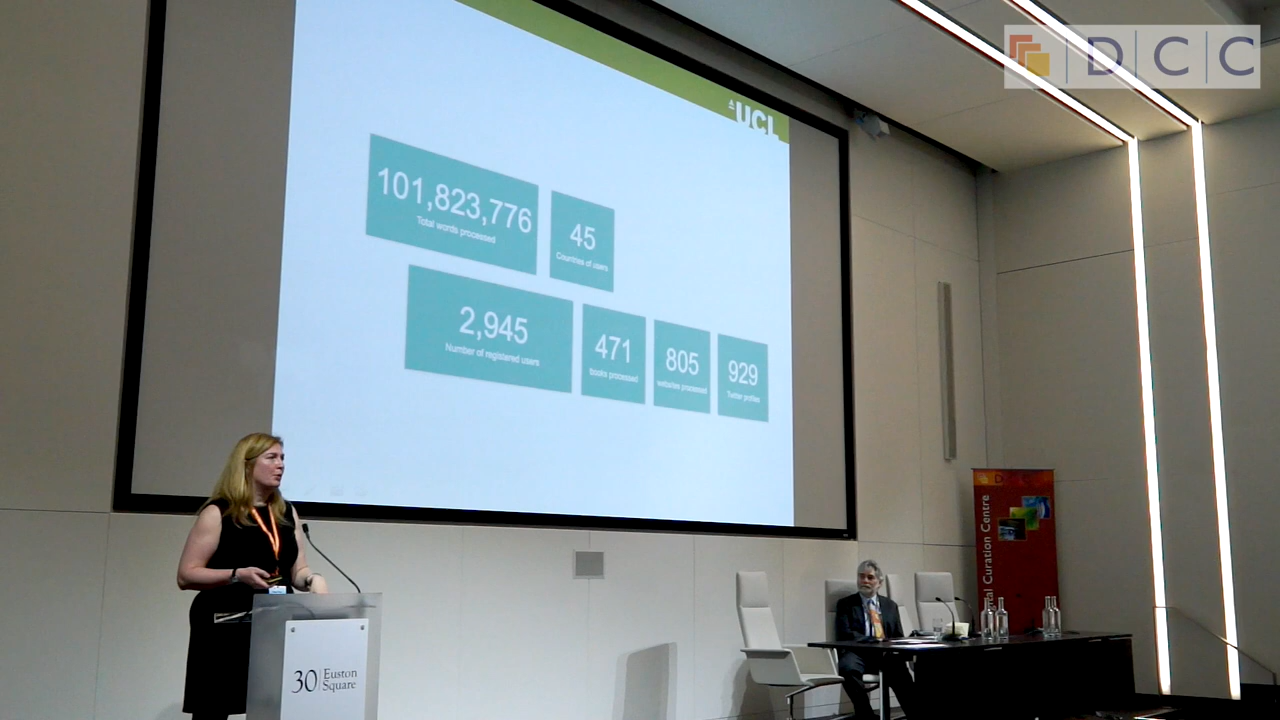 DCC
UCL
101,823,776
Total words processed
45
Countries of users
2,945
Number of registered users
471
books processed
805
websites processed
929
Twitter profiles
Curation Centre
30 Euston
Square